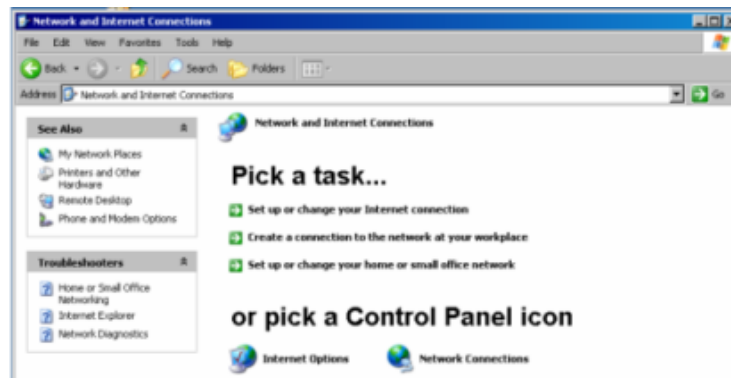 Network and Internet Connections
File Edit View Favorites Tools Help
Back Search Folders
Address Network and Internet Connections Go
See Also
My Network Places
Printers and Other
Hardware
Remote Desktop
Phone and Modem Options
Troubleshooters
Home or Small Office
Networking
Internet Explorer
Network Diagnostics
Network and Internet Connections
Pick a task...
Set up or change your Internet connection
Create a connection to the network at your workplace
Set up or change your home or small office network
or pick a Control Panel icon
Internet Options Network Connections